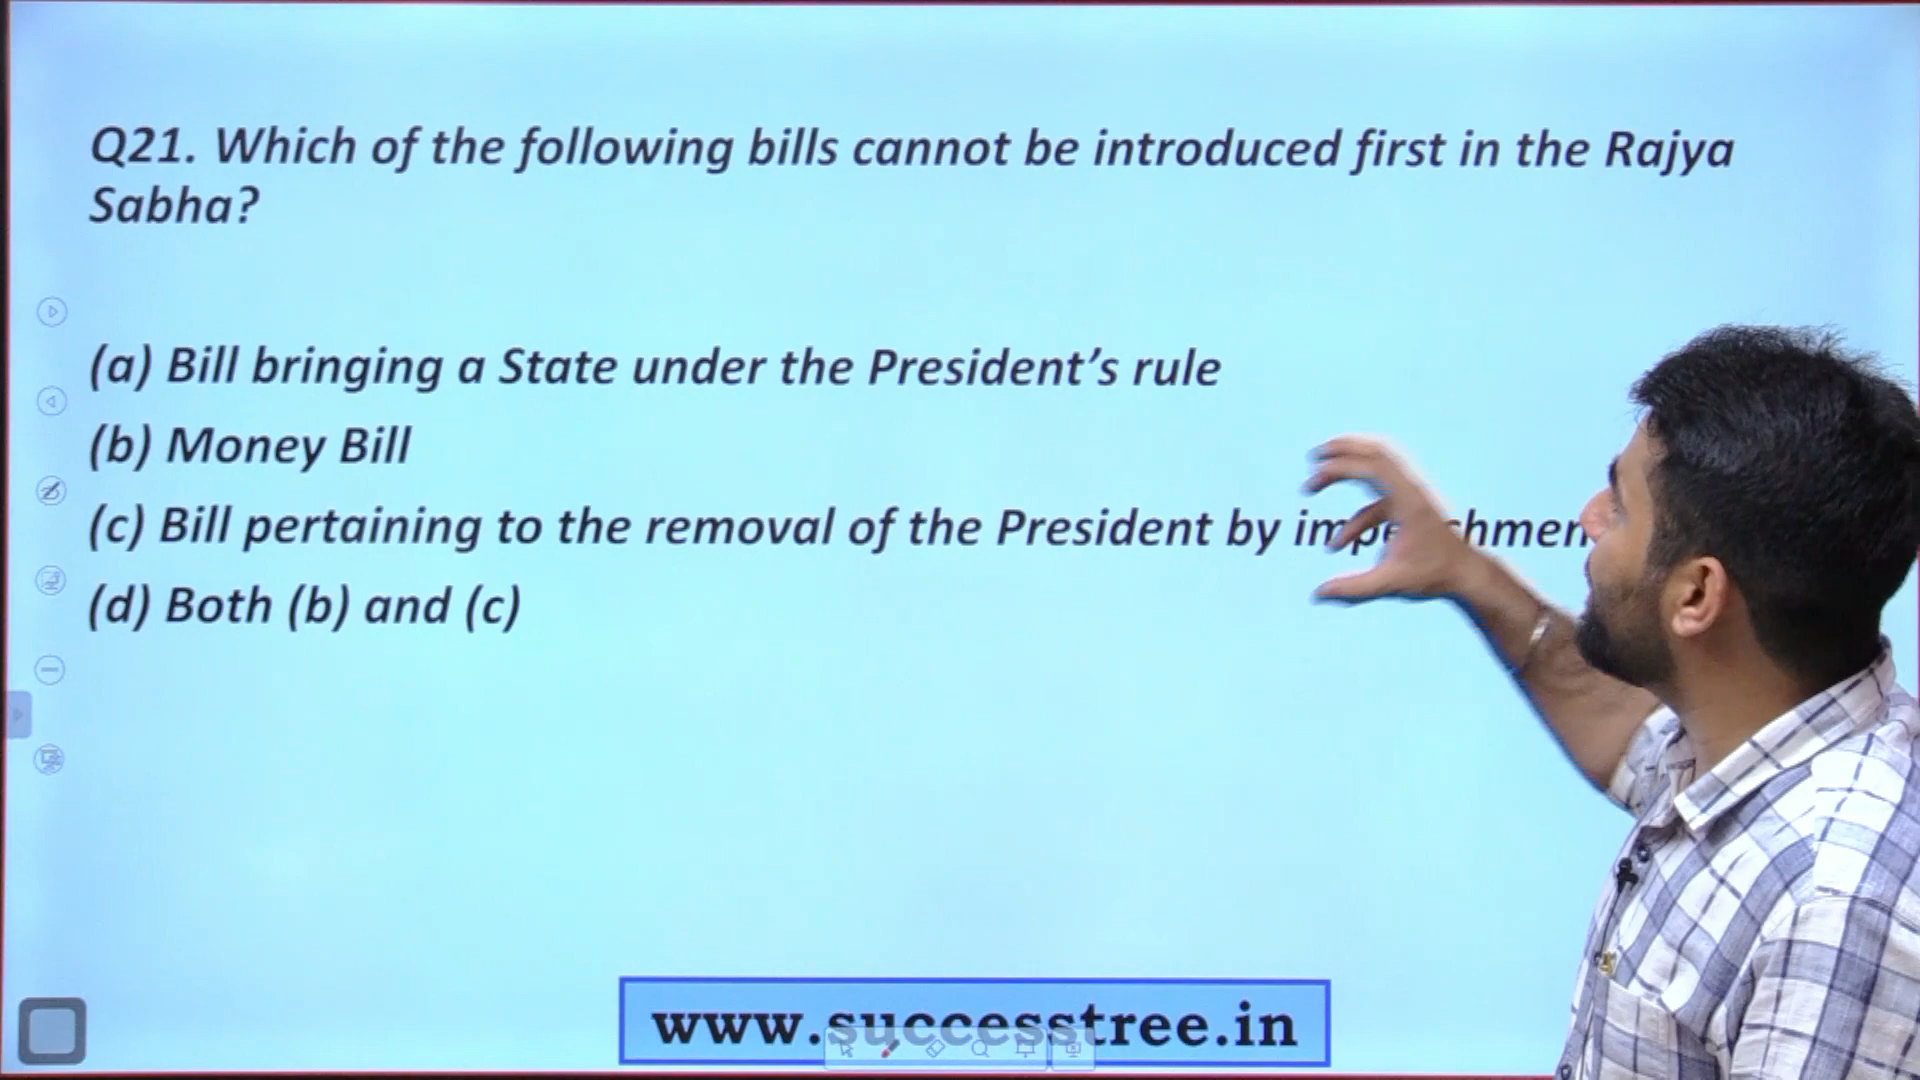 Q21. Which of the following bills cannot be introduced first in the Rajya
Sabha?
(a) Bill bringing a State under the President’s rule
(b) Money Bill
(c) Bill pertaining to the removal of the President by
(d) Both (b) and (c)
www.successtree.in